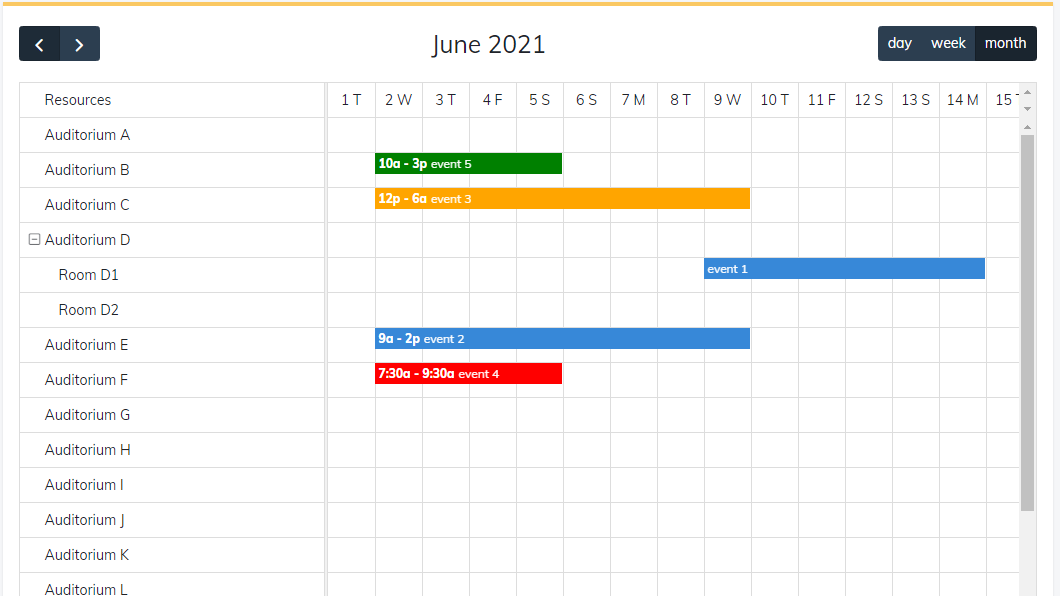 June 2021
day week month
Resources 1 T 2 W 3 T 4 F 5 S 6 S 7 M 8 T 9 W 10 T 11 F 12 S 13 S 14 M 15 T
Auditorium A
Auditorium B 10a - 3p event 5
Auditorium C 12p - 6a event 3
Auditorium D
Room D1 event 1
Room D2
Auditorium E 9a - 2p event 2
Auditorium F 7:30a - 9:30a event 4
Auditorium G
Auditorium H
Auditorium I
Auditorium J
Auditorium K
Auditorium L